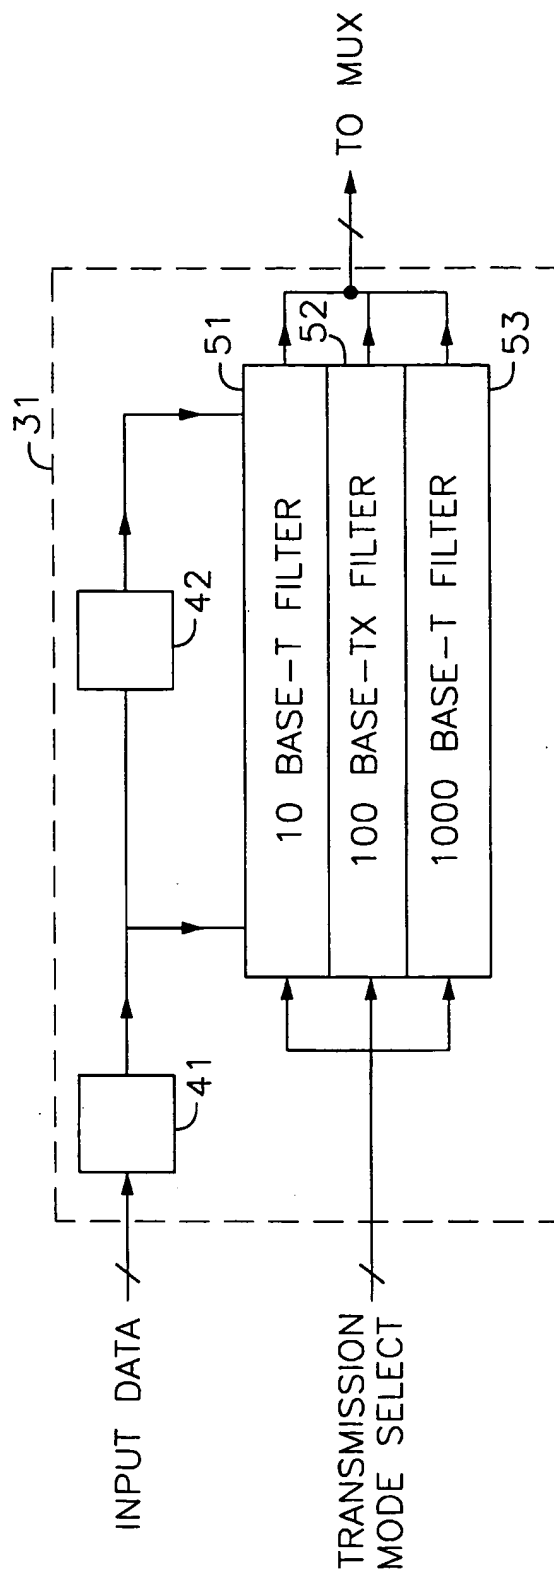 31
INPUT DATA
41
42
51
52
53
10 BASE-T FILTER
100 BASE-TX FILTER
1000 BASE-T FILTER
TRANSMISSION
MODE SELECT
TO MUX